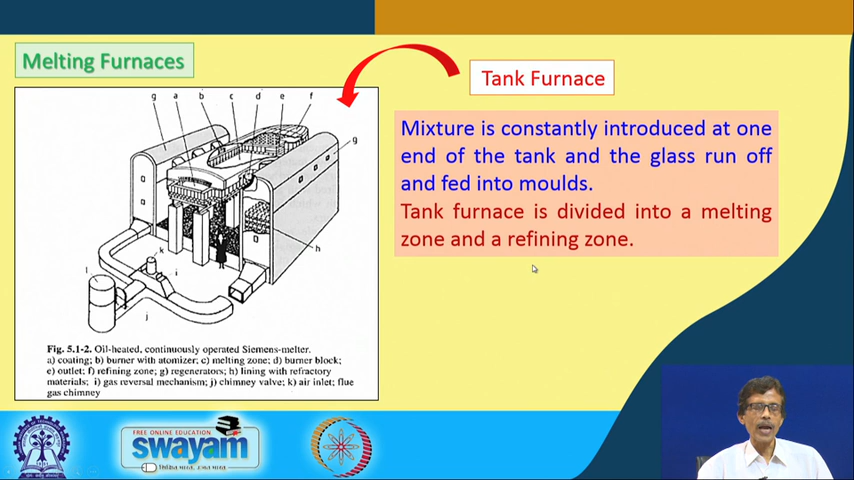 Melting Furnaces
Tank Furnace
g a b c d e f
g
Mixture is constantly introduced at one
end of the tank and the glass run off
and fed into moulds.
Tank furnace is divided into a melting
zone and a refining zone.
h
k
l
i
j
Fig. 5.1-2. Oil-heated, continuously operated Siemens-melter.
a) coating; b) burner with atomizer; c) melting zone; d) burner block;
e) outlet; f) refining zone; g) regenerators; h) lining with refractory
materials; i) gas reversal mechanism; j) chimney valve; k) air inlet; flue
gas chimney
FREE ONLINE EDUCATION
swayam